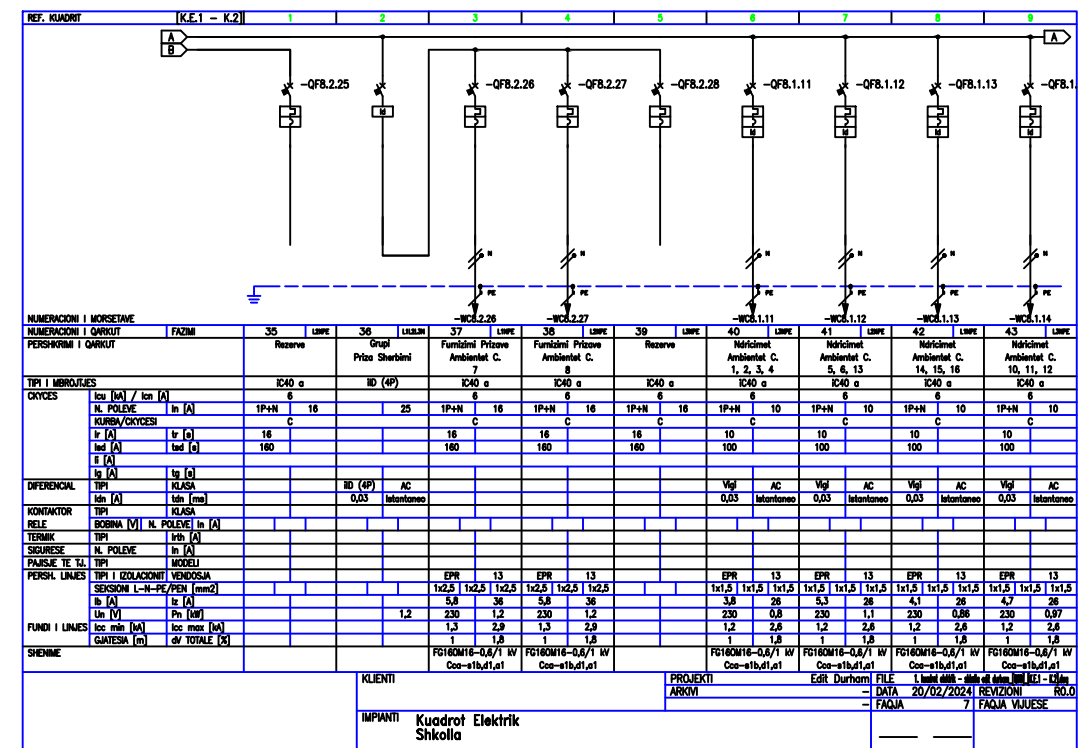 REF. KUADRIT [K.E.1 – K.2] 1 2 3 4 5 6 7 8 9
A A
B
-QF8.2.25 -QF8.2.26 -QF8.2.27 -QF8.2.28 -QF8.1.11 -QF8.1.12 -QF8.1.13 -QF8.1.
Id Id Id Id Id
N N N N N N
PE PE PE PE PE PE
NUMERACIONI I MORSETAVE -WC8.2.26 -WC8.2.27 -WC8.1.11 -WC8.1.12 -WC8.1.13 -WC8.1.14
NUMERACIONI I QARKUT FAZIMI 35 L3NPE 36 L1L2L3N 37 L1NPE 38 L2NPE 39 L3NPE 40 L2NPE 41 L3NPE 42 L1NPE 43 L2NPE
PERSHKRIMI I QARKUT Rezerve Grupi Furnizimi Prizave Furnizimi Prizave Rezerve Ndricimet Ndricimet Ndricimet Ndricimet
Priza Sherbimi Ambientet C. Ambientet C. Ambientet C. Ambientet C. Ambientet C. Ambientet C.
7 8 1, 2, 3, 4 5, 6, 13 14, 15, 16 10, 11, 12
TIPI I MBROJTJES iC40 a iID (4P) iC40 a iC40 a iC40 a iC40 a iC40 a iC40 a iC40 a
CKYCES Icu [kA] / Icn [A] 6 6 6 6 6 6 6 6
N. POLEVE In [A] 1P+N 16 25 1P+N 16 1P+N 16 1P+N 16 1P+N 10 1P+N 10 1P+N 10 1P+N 10
KURBA/CKYCESI C C C C C C C C
Ir [A] tr [s] 16 16 16 16 10 10 10 10
Isd [A] tsd [s] 160 160 160 160 100 100 100 100
Ii [A]
Ig [A] tg [s]
DIFERENCIAL TIPI KLASA iID (4P) AC Vigi AC Vigi AC Vigi AC Vigi AC
Idn [A] tdn [ms] 0,03 Istantaneo 0,03 Istantaneo 0,03 Istantaneo 0,03 Istantaneo 0,03 Istantaneo
KONTAKTOR TIPI KLASA
RELE BOBINA [V] N. POLEVE In [A]
TERMIK TIPI Irth [A]
SIGURESE N. POLEVE In [A]
PAJISJE TE TJ. TIPI MODELI
PERSH. LINJES TIPI I IZOLACIONIT VENDOSJA EPR 13 EPR 13 EPR 13 EPR 13 EPR 13 EPR 13
SEKSIONI L-N-PE/PEN [mm2] 1x2,5 1x2,5 1x2,5 1x2,5 1x2,5 1x2,5 1x1,5 1x1,5 1x1,5 1x1,5 1x1,5 1x1,5 1x1,5 1x1,5 1x1,5 1x1,5 1x1,5 1x1,5
Ib [A] Iz [A] 5,8 36 5,8 36 3,8 26 5,3 26 4,1 26 4,7 26
Un [V] Pn [kW] 1,2 230 1,2 230 1,2 230 0,8 230 1,1 230 0,86 230 0,97
FUNDI I LINJES Icc min [kA] Icc max [kA] 1,3 2,9 1,3 2,9 1,2 2,6 1,2 2,6 1,2 2,6 1,2 2,6
GJATESIA [m] dV TOTALE [%] 1 1,8 1 1,8 1 1,8 1 1,8 1 1,8 1 1,8
SHENIME FG16OM16-0,6/1 kV FG16OM16-0,6/1 kV FG16OM16-0,6/1 kV FG16OM16-0,6/1 kV FG16OM16-0,6/1 kV FG16OM16-0,6/1 kV
Cca-s1b,d1,a1 Cca-s1b,d1,a1 Cca-s1b,d1,a1 Cca-s1b,d1,a1 Cca-s1b,d1,a1 Cca-s1b,d1,a1
KLIENTI PROJEKTI Edit Durham FILE
ARKIVI – DATA 20/02/2024 REVIZIONI R0.0
– FAQJA 7 FAQJA VIJUESE
IMPIANTI Kuadrot Elektrik
Shkolla